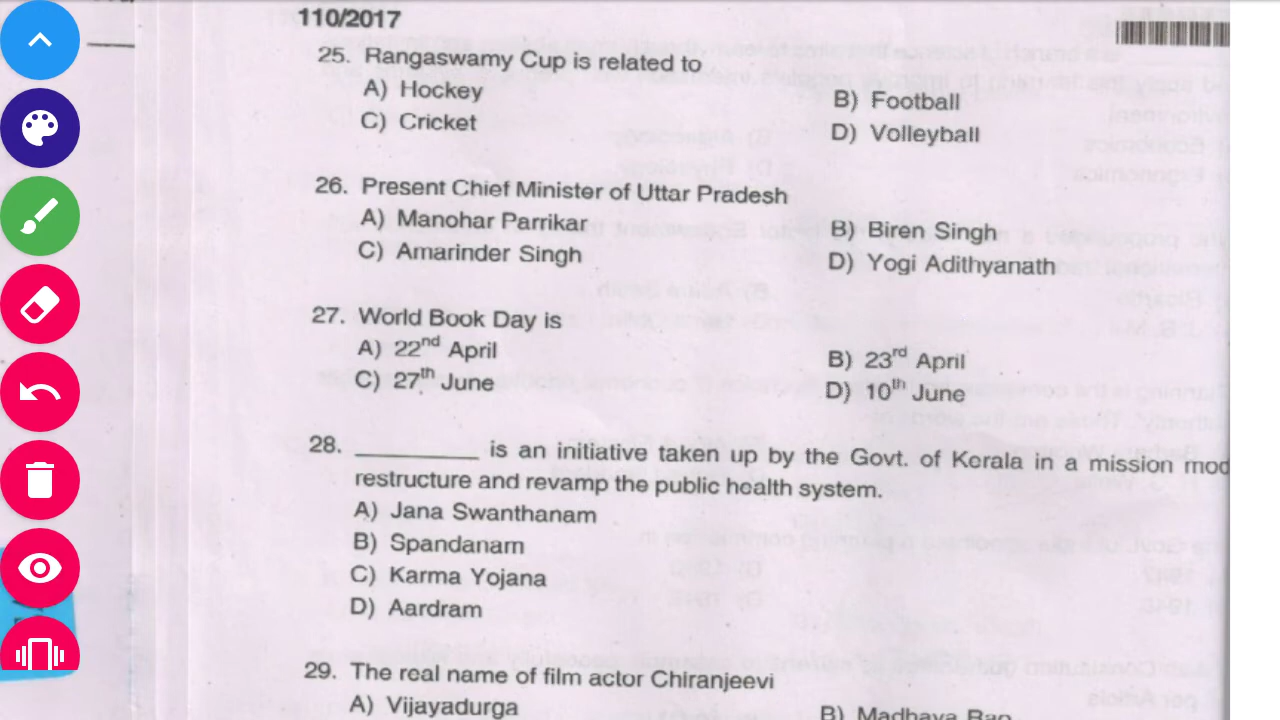 110/2017
25. Rangaswamy Cup is related to
A) Hockey
B) Football
C) Cricket
D) Volleyball
26. Present Chief Minister of Uttar Pradesh
A) Manohar Parrikar
B) Biren Singh
C) Amarinder Singh
D) Yogi Adithyanath
27. World Book Day is
A) 22nd April
B) 23rd April
C) 27th June
D) 10th June
28. ________ is an initiative taken up by the Govt. of Kerala in a mission mod
restructure and revamp the public health system.
A) Jana Swanthanam
B) Spandanam
C) Karma Yojana
D) Aardram
29. The real name of film actor Chiranjeevi
A) Vijayadurga
B) Madhava Rao